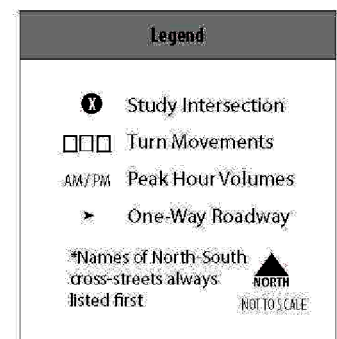 Legend
X Study Intersection
Turn Movements
AM/PM Peak Hour Volumes
One-Way Roadway
*Names of North-South
cross-streets always
listed first
NORTH
NOT TO SCALE